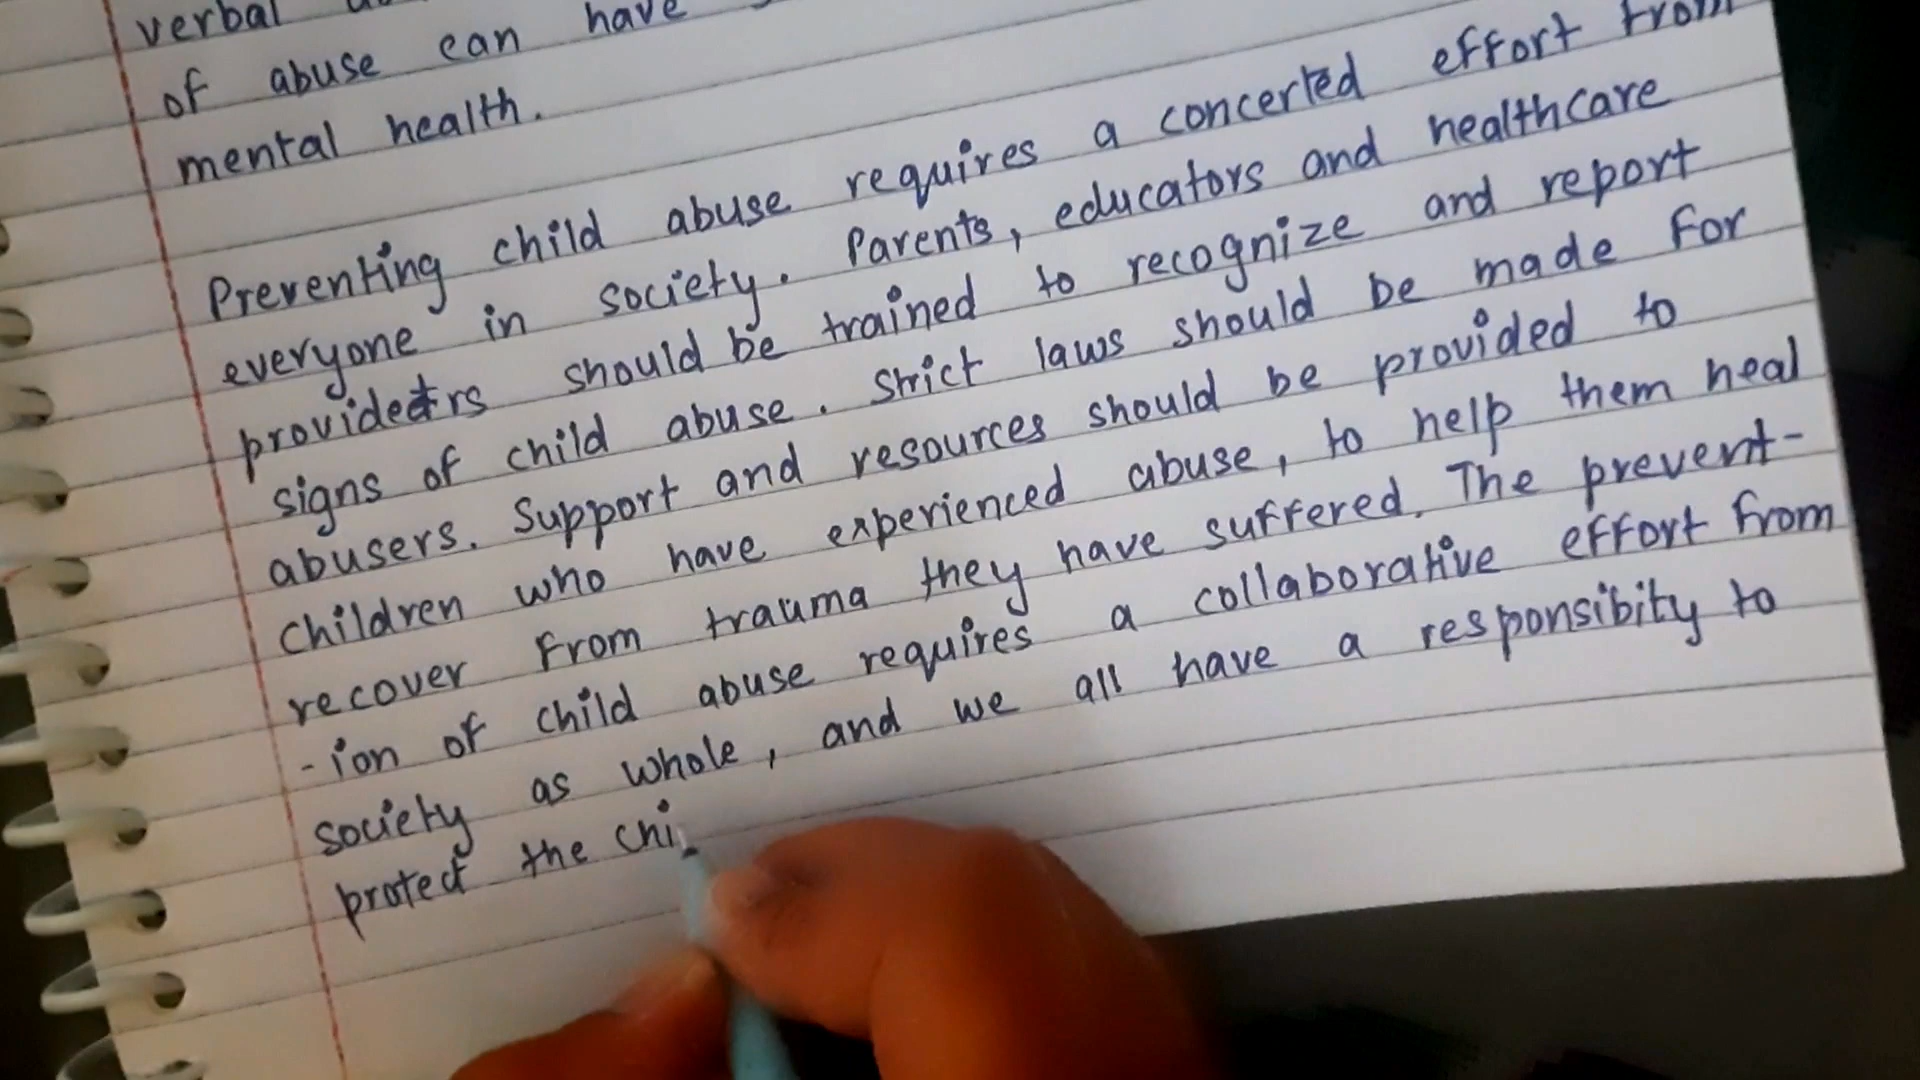 verbal
of abuse can have
mental health.
Preventing child abuse requires a concerted effort from
everyone in society. Parents, educators and healthcare
providers should be trained to recognize and report
signs of child abuse. Strict laws should be made for
abusers. Support and resources should be provided to
children who have experienced abuse, to help them heal
recover from trauma they have suffered. The prevent-
-ion of child abuse requires a collaborative effort from
society as whole, and we all have a responsibity to
protect the chi